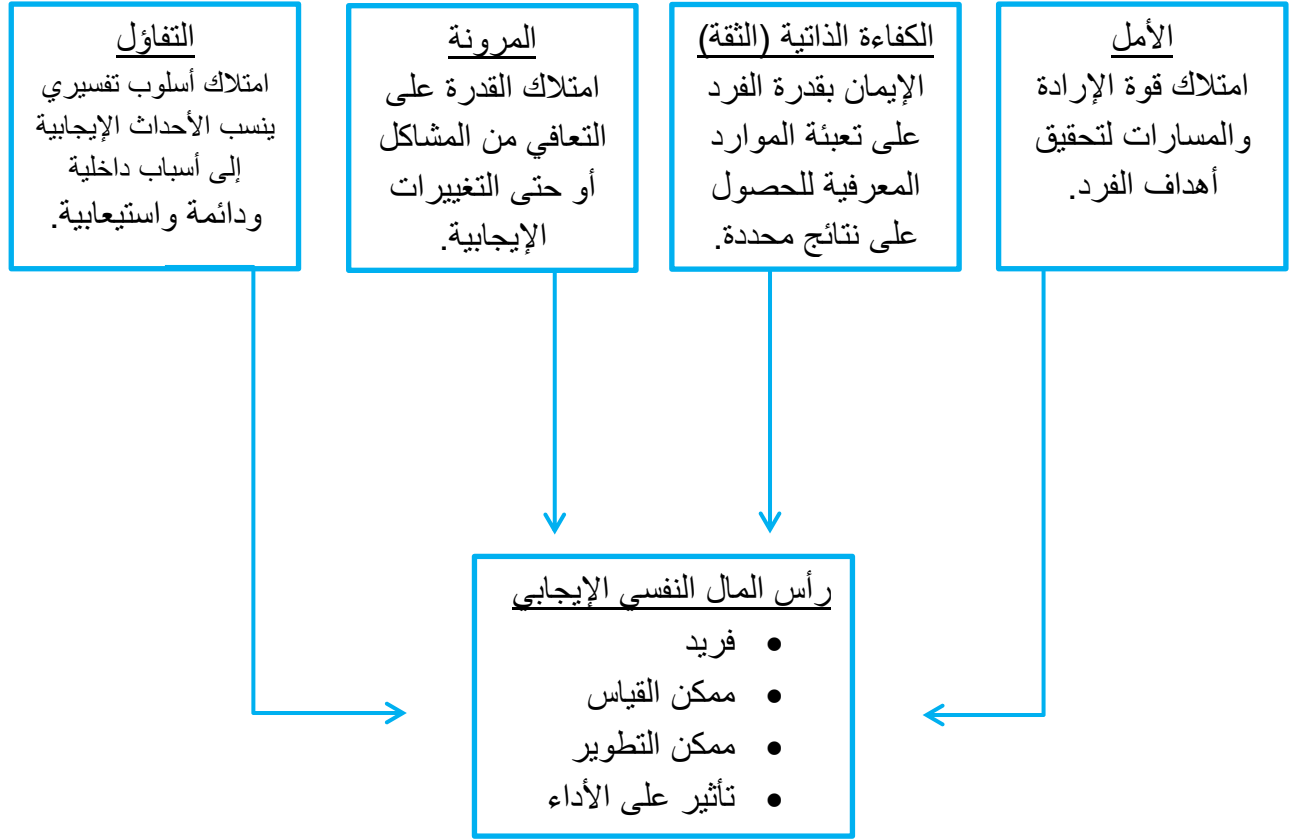 الأمل
امتلاك قوة الإرادة
والمسارات لتحقيق
أهداف الفرد.
الكفاءة الذاتية (الثقة)
الإيمان بقدرة الفرد
على تعبئة الموارد
المعرفية للحصول
على نتائج محددة.
المرونة
امتلاك القدرة على
التعافي من المشاكل
أو حتى التغييرات
الإيجابية.
التفاؤل
امتلاك أسلوب تفسيري
ينسب الأحداث الإيجابية
إلى أسباب داخلية
ودائمة واستيعابية.
رأس المال النفسي الإيجابي
• فريد
• ممكن القياس
• ممكن التطوير
• تأثير على الأداء